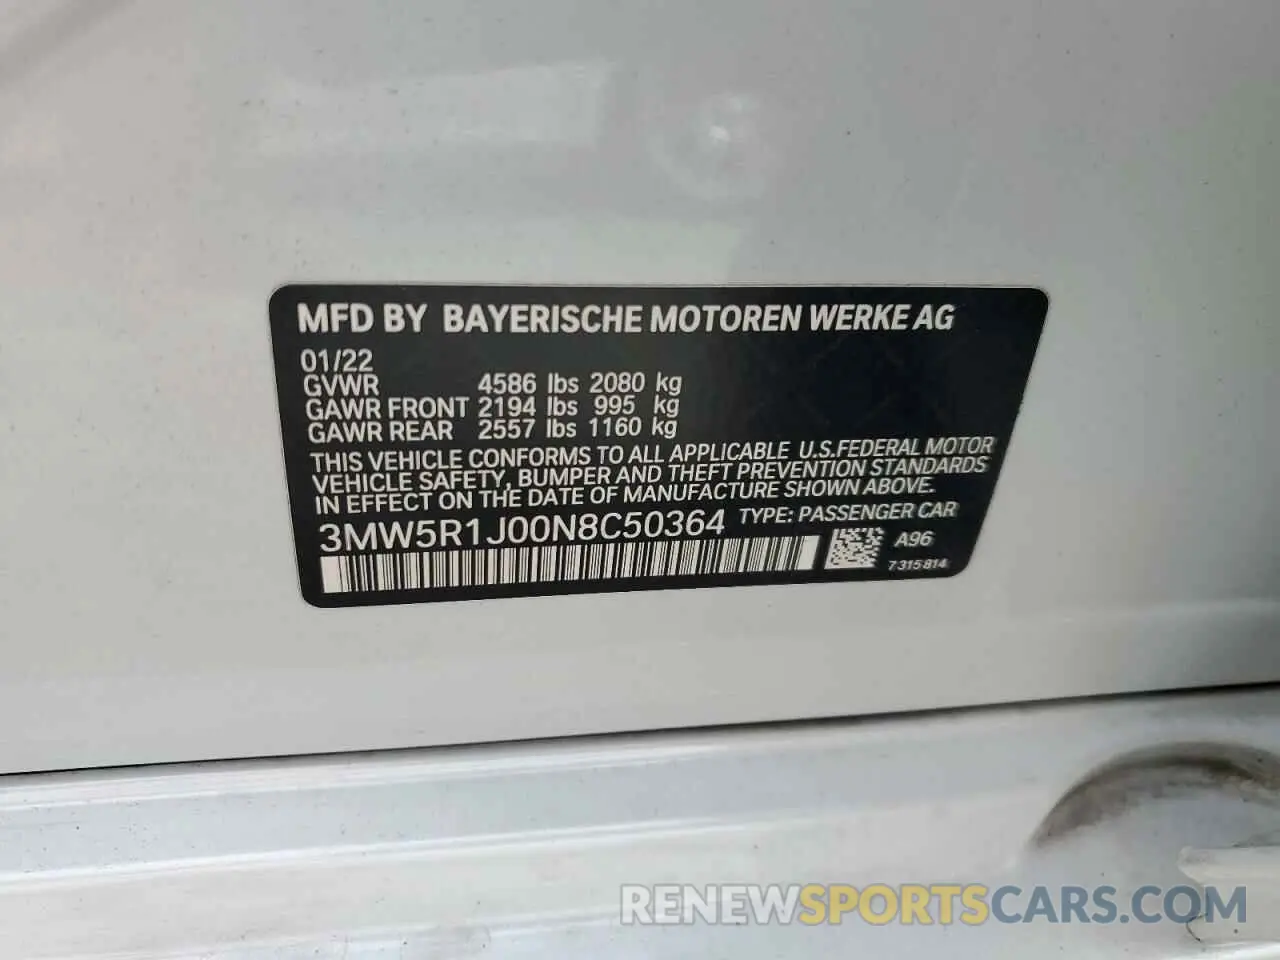 MFD BY BAYERISCHE MOTOREN WERKE AG
01/22
GVWR 4586 lbs 2080 kg
GAWR FRONT 2194 lbs 995 kg
GAWR REAR 2557 lbs 1160 kg
THIS VEHICLE CONFORMS TO ALL APPLICABLE U.S.FEDERAL MOTOR
VEHICLE SAFETY, BUMPER AND THEFT PREVENTION STANDARDS
IN EFFECT ON THE DATE OF MANUFACTURE SHOWN ABOVE.
3MW5R1J00N8C50364 TYPE: PASSENGER CAR
A96
7315814
RENEWSPORTSCARS.COM